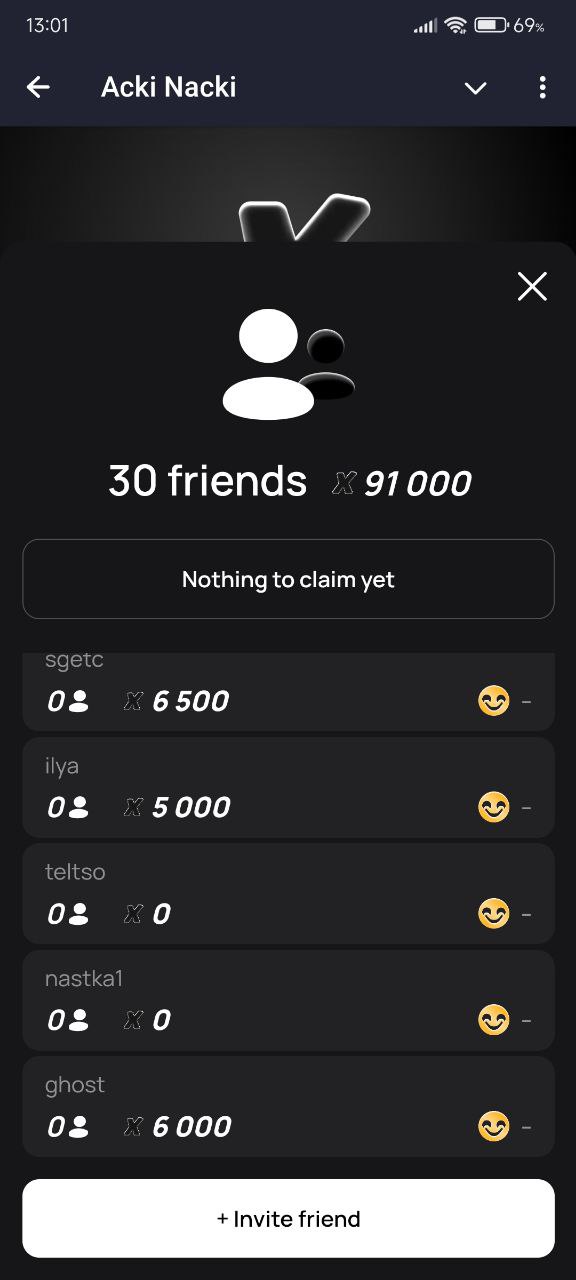 13:01 69%
Acki Nacki
30 friends X 91 000
Nothing to claim yet
sgetc
0 X 6 500 -
ilya
0 X 5 000 -
teltso
0 X 0 -
nastka1
0 X 0 -
ghost
0 X 6 000 -
+ Invite friend